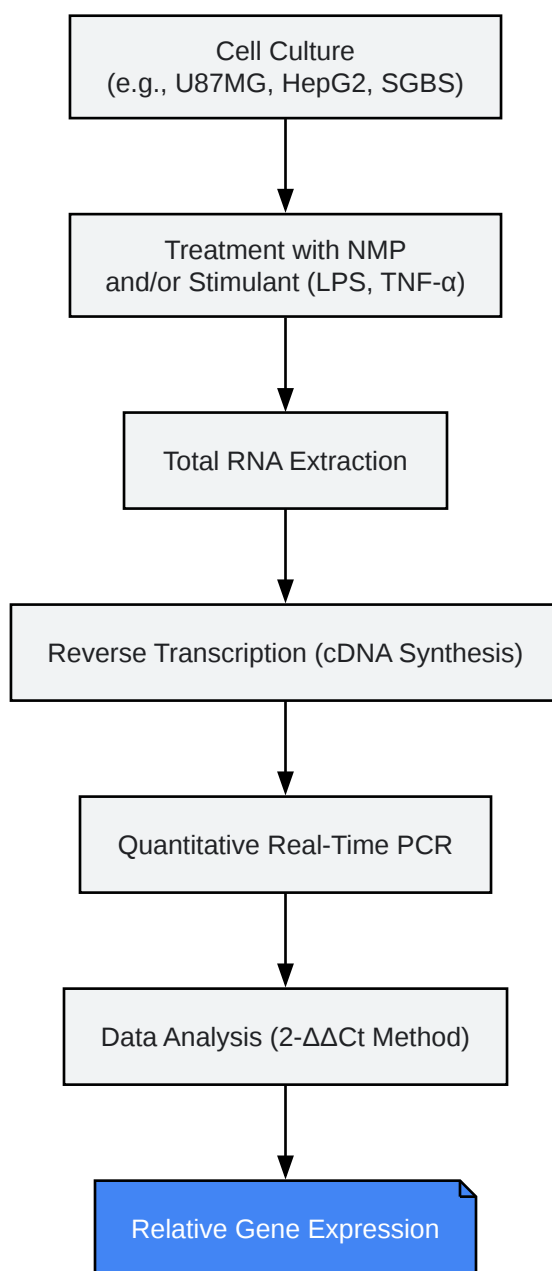 Cell Culture
(e.g., U87MG, HepG2, SGBS)
Treatment with NMP
and/or Stimulant (LPS, TNF-α)
Total RNA Extraction
Reverse Transcription (cDNA Synthesis)
Quantitative Real-Time PCR
Data Analysis (2-ΔΔCt Method)
Relative Gene Expression